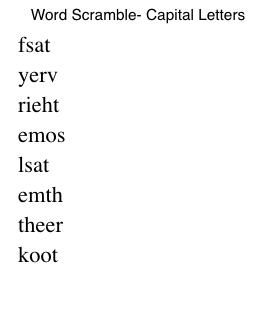 Word Scramble- Capital Letters
fsat
yerv
rieht
emos
lsat
emth
theer
koot